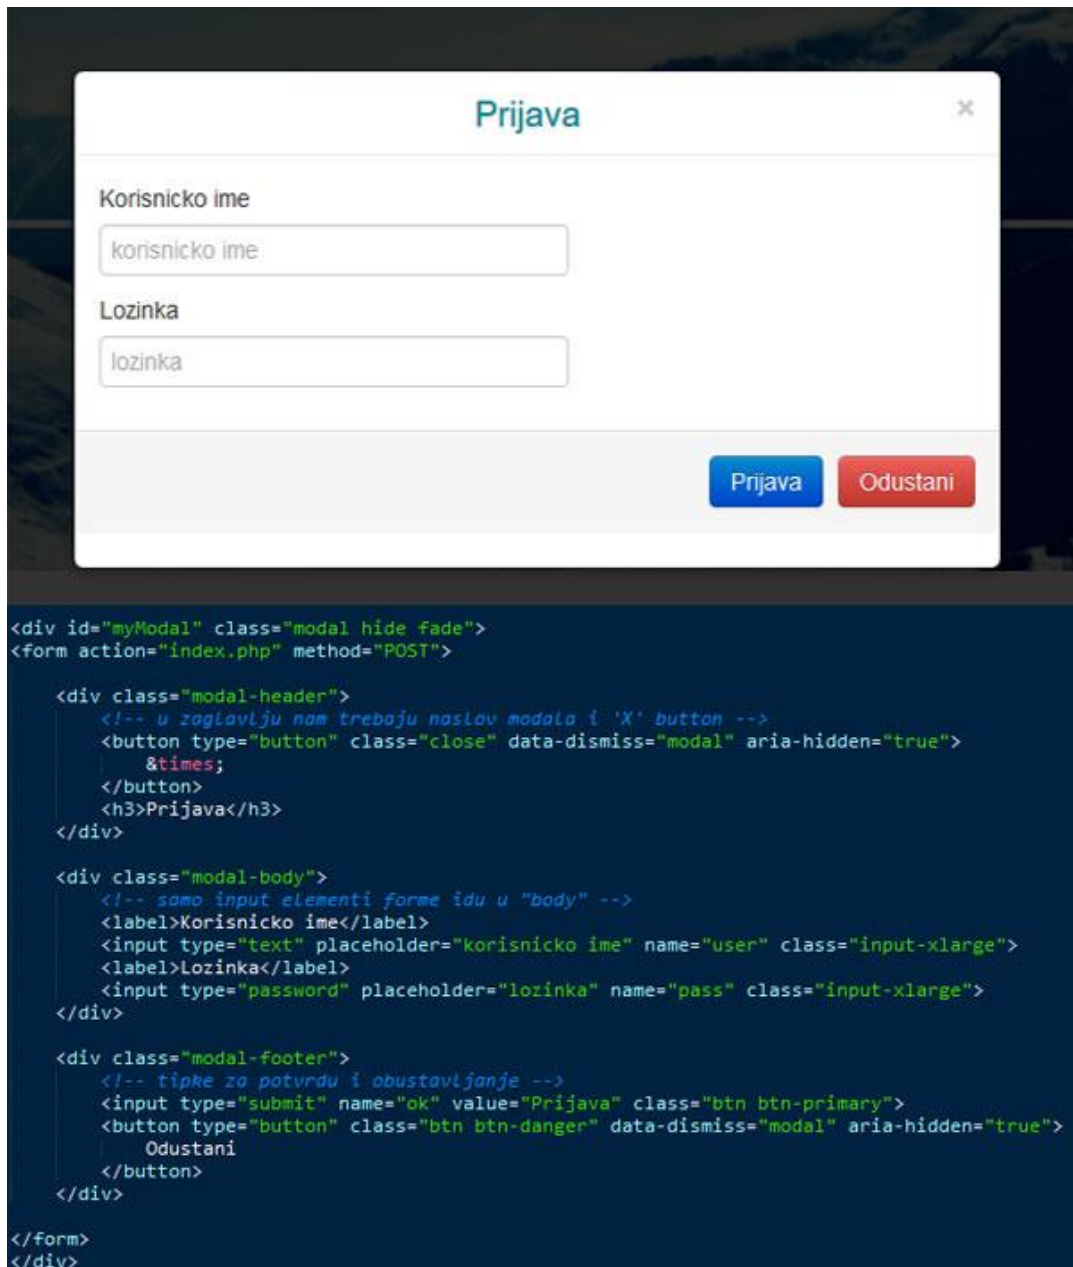 Prijava ×
Korisnicko ime
korisnicko ime
Lozinka
lozinka
Prijava Odustani
<div id="myModal" class="modal hide fade">
<form action="index.php" method="POST">
<div class="modal-header">
<!-- u zaglavlju nam trebaju naslov modala i 'X' button -->
<button type="button" class="close" data-dismiss="modal" aria-hidden="true">
&times;
</button>
<h3>Prijava</h3>
</div>
<div class="modal-body">
<!-- samo input elementi forme idu u "body" -->
<label>Korisnicko ime</label>
<input type="text" placeholder="korisnicko ime" name="user" class="input-xlarge">
<label>Lozinka</label>
<input type="password" placeholder="lozinka" name="pass" class="input-xlarge">
</div>
<div class="modal-footer">
<!-- tipke za potvrdu i obustavljanje -->
<input type="submit" name="ok" value="Prijava" class="btn btn-primary">
<button type="button" class="btn btn-danger" data-dismiss="modal" aria-hidden="true">
Odustani
</button>
</div>
</form>
</div>